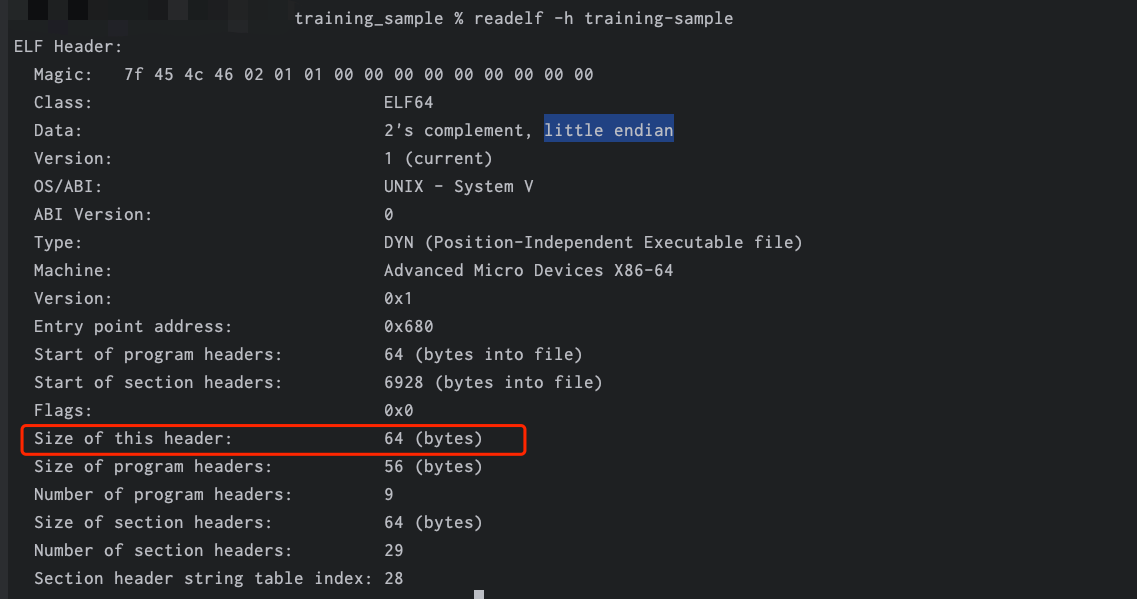 training_sample % readelf -h training-sample
ELF Header:
Magic: 7f 45 4c 46 02 01 01 00 00 00 00 00 00 00 00 00
Class: ELF64
Data: 2's complement, little endian
Version: 1 (current)
OS/ABI: UNIX - System V
ABI Version: 0
Type: DYN (Position-Independent Executable file)
Machine: Advanced Micro Devices X86-64
Version: 0x1
Entry point address: 0x680
Start of program headers: 64 (bytes into file)
Start of section headers: 6928 (bytes into file)
Flags: 0x0
Size of this header: 64 (bytes)
Size of program headers: 56 (bytes)
Number of program headers: 9
Size of section headers: 64 (bytes)
Number of section headers: 29
Section header string table index: 28